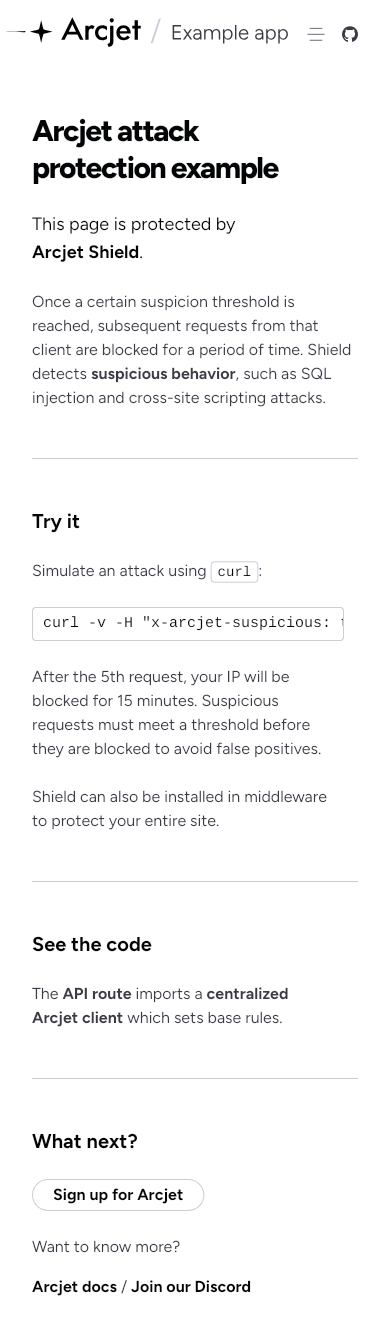 Arcjet / Example app
Arcjet attack
protection example
This page is protected by
Arcjet Shield.
Once a certain suspicion threshold is
reached, subsequent requests from that
client are blocked for a period of time. Shield
detects suspicious behavior, such as SQL
injection and cross-site scripting attacks.
Try it
Simulate an attack using curl:
curl -v -H "x-arcjet-suspicious:
After the 5th request, your IP will be
blocked for 15 minutes. Suspicious
requests must meet a threshold before
they are blocked to avoid false positives.
Shield can also be installed in middleware
to protect your entire site.
See the code
The API route imports a centralized
Arcjet client which sets base rules.
What next?
Sign up for Arcjet
Want to know more?
Arcjet docs / Join our Discord